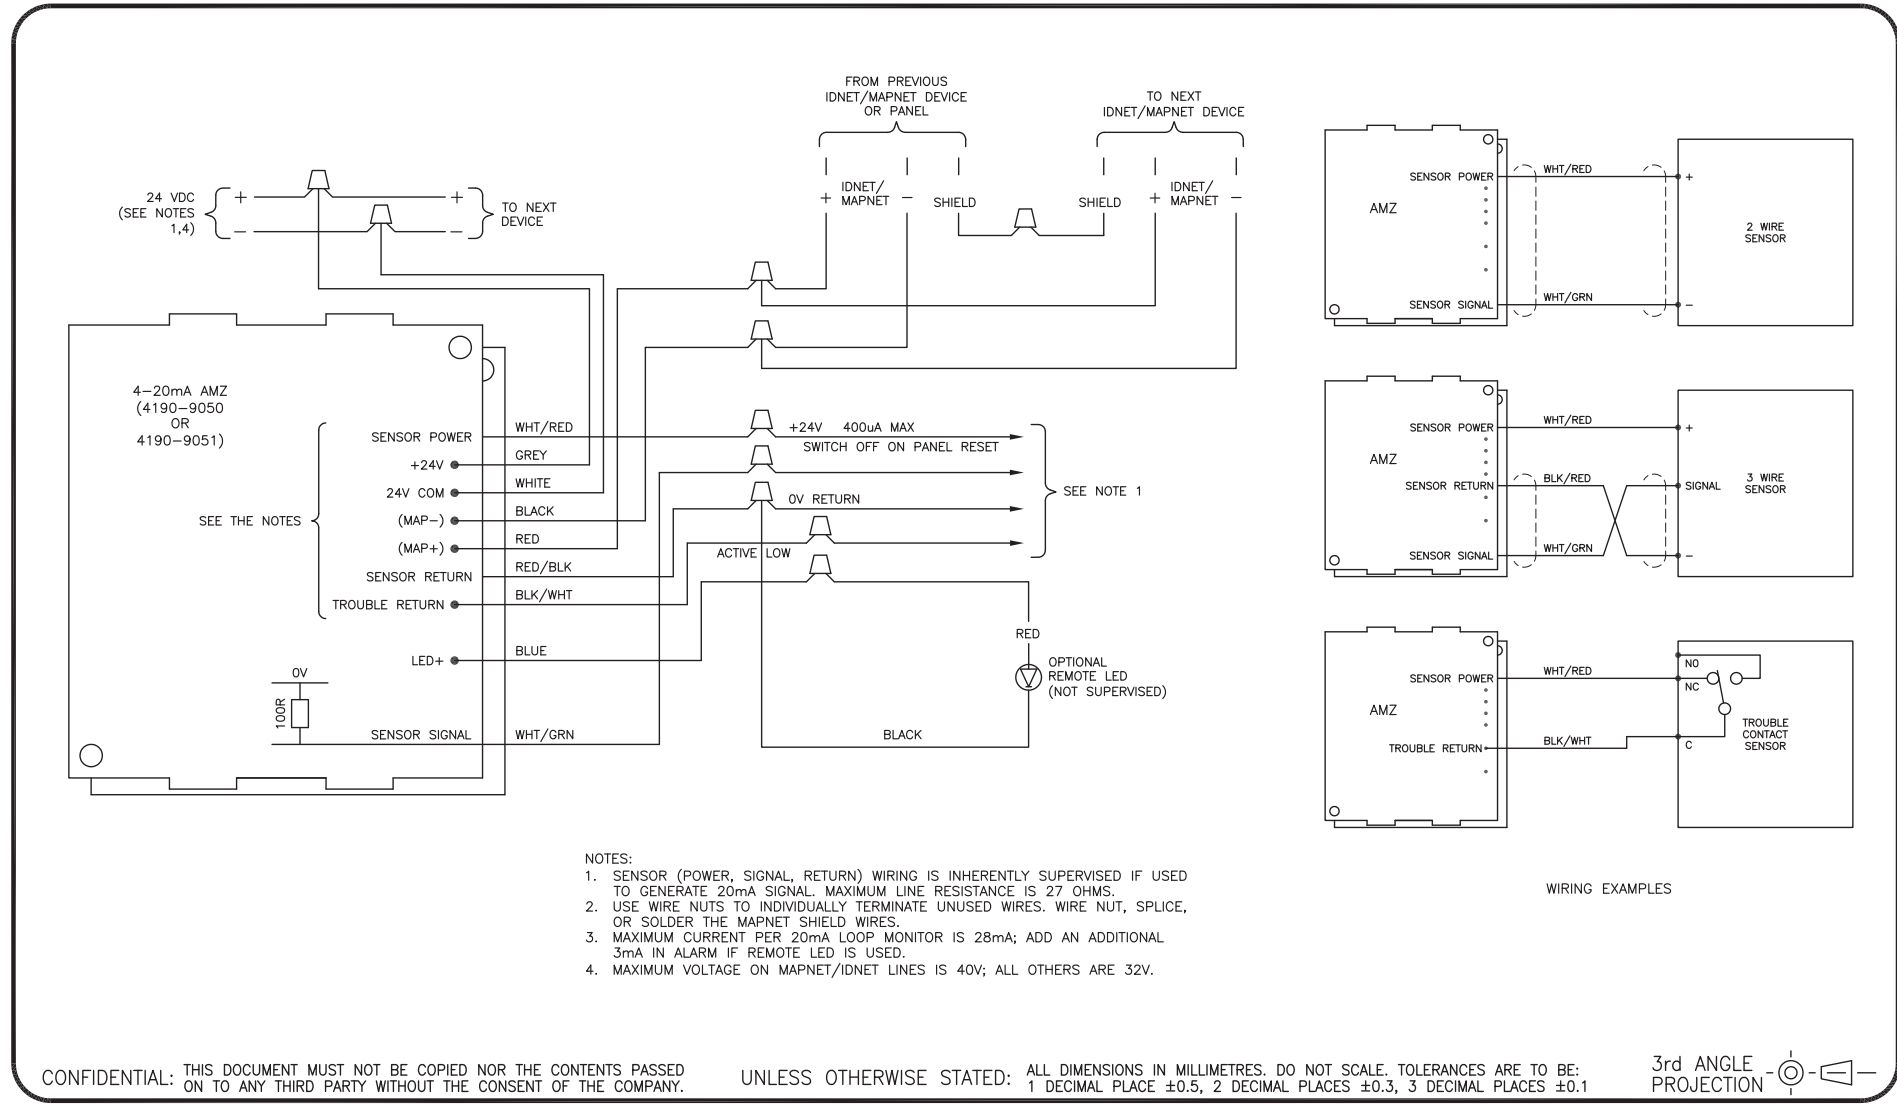 FROM PREVIOUS
IDNET/MAPNET DEVICE
OR PANEL
TO NEXT
IDNET/MAPNET DEVICE
24 VDC
(SEE NOTES
1,4)
+
−
+
−
TO NEXT
DEVICE
+
IDNET/
MAPNET
−
SHIELD
SHIELD
+
IDNET/
MAPNET
−
4−20mA AMZ
(4190−9050
OR
4190−9051)
SEE THE NOTES
SENSOR POWER
+24V
24V COM
(MAP−)
(MAP+)
SENSOR RETURN
TROUBLE RETURN
LED+
SENSOR SIGNAL
0V
100R
WHT/RED
GREY
WHITE
BLACK
RED
RED/BLK
BLK/WHT
BLUE
WHT/GRN
+24V 400uA MAX
SWITCH OFF ON PANEL RESET
0V RETURN
ACTIVE LOW
SEE NOTE 1
RED
OPTIONAL
REMOTE LED
(NOT SUPERVISED)
BLACK
SENSOR POWER
AMZ
SENSOR SIGNAL
WHT/RED
WHT/GRN
+
−
2 WIRE
SENSOR
SENSOR POWER
AMZ
SENSOR RETURN
SENSOR SIGNAL
WHT/RED
BLK/RED
WHT/GRN
+
SIGNAL
−
3 WIRE
SENSOR
SENSOR POWER
AMZ
TROUBLE RETURN
WHT/RED
BLK/WHT
NO
NC
C
TROUBLE
CONTACT
SENSOR
WIRING EXAMPLES
NOTES:
1. SENSOR (POWER, SIGNAL, RETURN) WIRING IS INHERENTLY SUPERVISED IF USED
TO GENERATE 20mA SIGNAL. MAXIMUM LINE RESISTANCE IS 27 OHMS.
2. USE WIRE NUTS TO INDIVIDUALLY TERMINATE UNUSED WIRES. WIRE NUT, SPLICE,
OR SOLDER THE MAPNET SHIELD WIRES.
3. MAXIMUM CURRENT PER 20mA LOOP MONITOR IS 28mA; ADD AN ADDITIONAL
3mA IN ALARM IF REMOTE LED IS USED.
4. MAXIMUM VOLTAGE ON MAPNET/IDNET LINES IS 40V; ALL OTHERS ARE 32V.
CONFIDENTIAL: THIS DOCUMENT MUST NOT BE COPIED NOR THE CONTENTS PASSED
ON TO ANY THIRD PARTY WITHOUT THE CONSENT OF THE COMPANY.
UNLESS OTHERWISE STATED: ALL DIMENSIONS IN MILLIMETRES. DO NOT SCALE. TOLERANCES ARE TO BE:
1 DECIMAL PLACE ±0.5, 2 DECIMAL PLACES ±0.3, 3 DECIMAL PLACES ±0.1
3rd ANGLE
PROJECTION